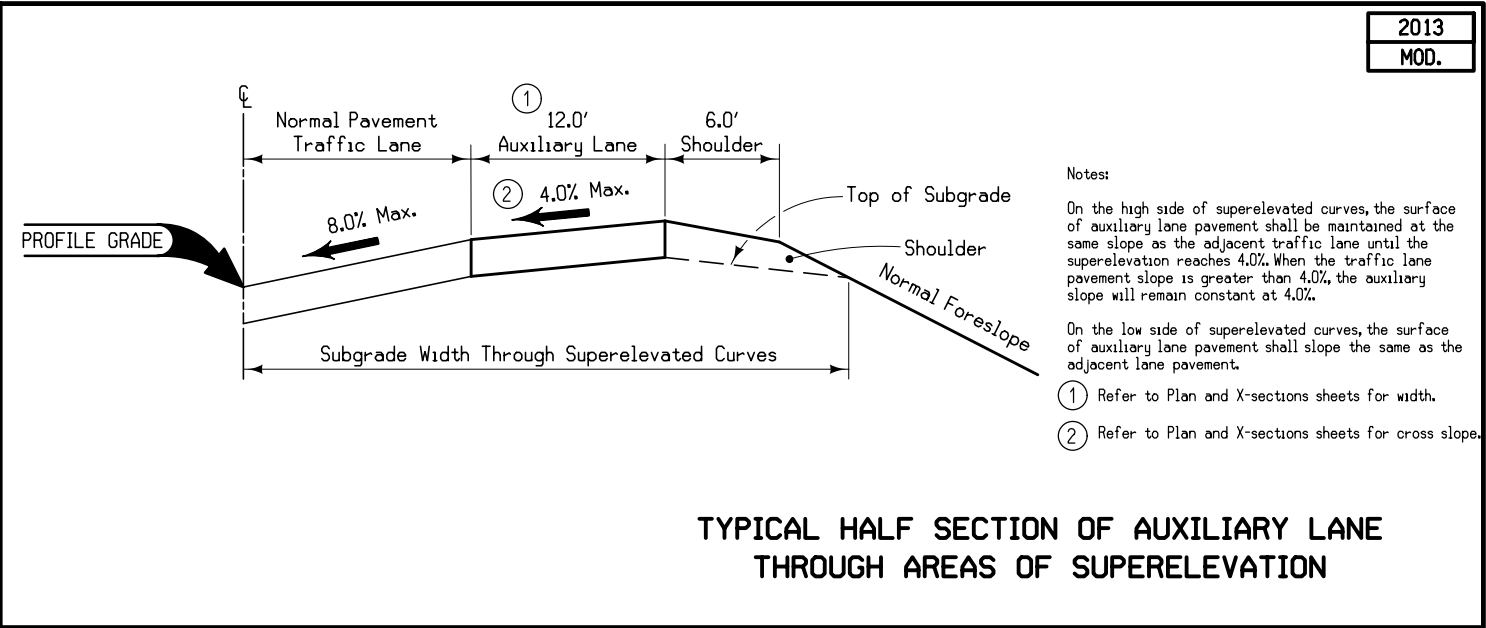 2013
MOD.
℄
Normal Pavement
Traffic Lane
1
12.0'
Auxiliary Lane
6.0'
Shoulder
8.0% Max.
2 4.0% Max.
Top of Subgrade
Shoulder
PROFILE GRADE
Normal Foreslope
Subgrade Width Through Superelevated Curves
Notes:
On the high side of superelevated curves, the surface
of auxiliary lane pavement shall be maintained at the
same slope as the adjacent traffic lane until the
superelevation reaches 4.0%. When the traffic lane
pavement slope is greater than 4.0%, the auxiliary
slope will remain constant at 4.0%.
On the low side of superelevated curves, the surface
of auxiliary lane pavement shall slope the same as the
adjacent lane pavement.
1 Refer to Plan and X-sections sheets for width.
2 Refer to Plan and X-sections sheets for cross slope.
TYPICAL HALF SECTION OF AUXILIARY LANE
THROUGH AREAS OF SUPERELEVATION